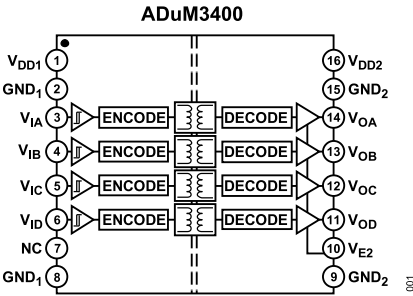 ADuM3400
VDD1 1 16 VDD2
GND1 2 15 GND2
VIA 3 ENCODE DECODE 14 VOA
VIB 4 ENCODE DECODE 13 VOB
VIC 5 ENCODE DECODE 12 VOC
VID 6 ENCODE DECODE 11 VOD
NC 7 10 VE2
GND1 8 9 GND2
001